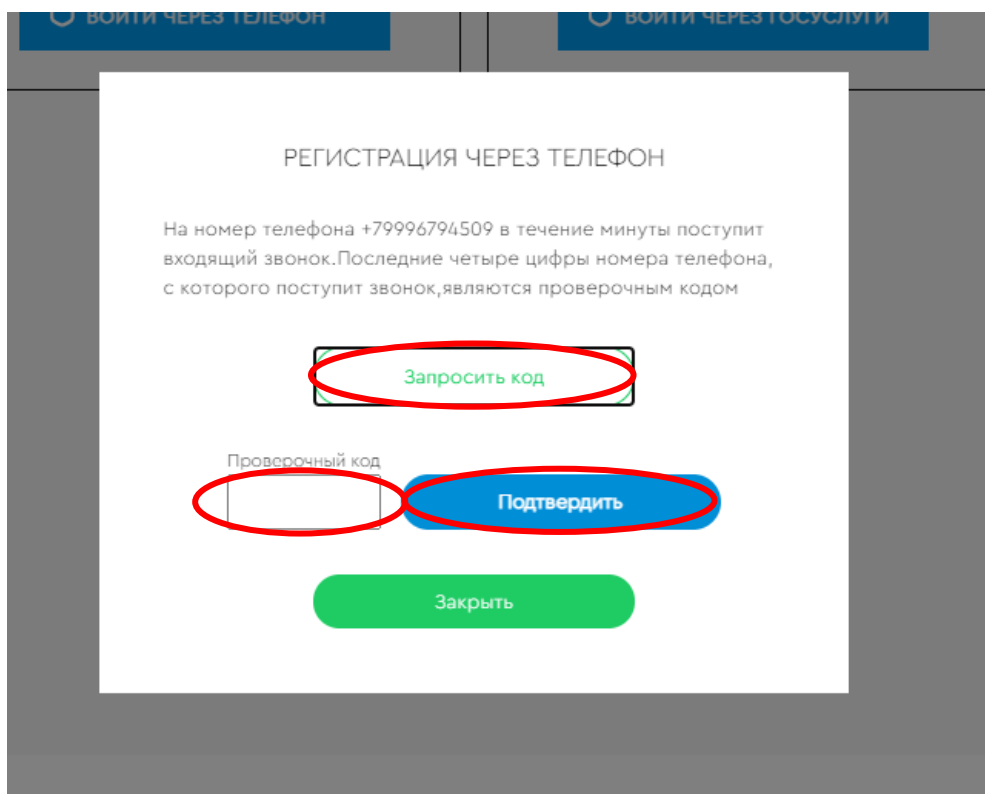 ВОЙТИ ЧЕРЕЗ ТЕЛЕФОН
ВОЙТИ ЧЕРЕЗ ГОСУСЛУГИ
РЕГИСТРАЦИЯ ЧЕРЕЗ ТЕЛЕФОН
На номер телефона +79996794509 в течение минуты поступит
входящий звонок.Последние четыре цифры номера телефона,
с которого поступит звонок,являются проверочным кодом
Запросить код
Проверочный код
Подтвердить
Закрыть